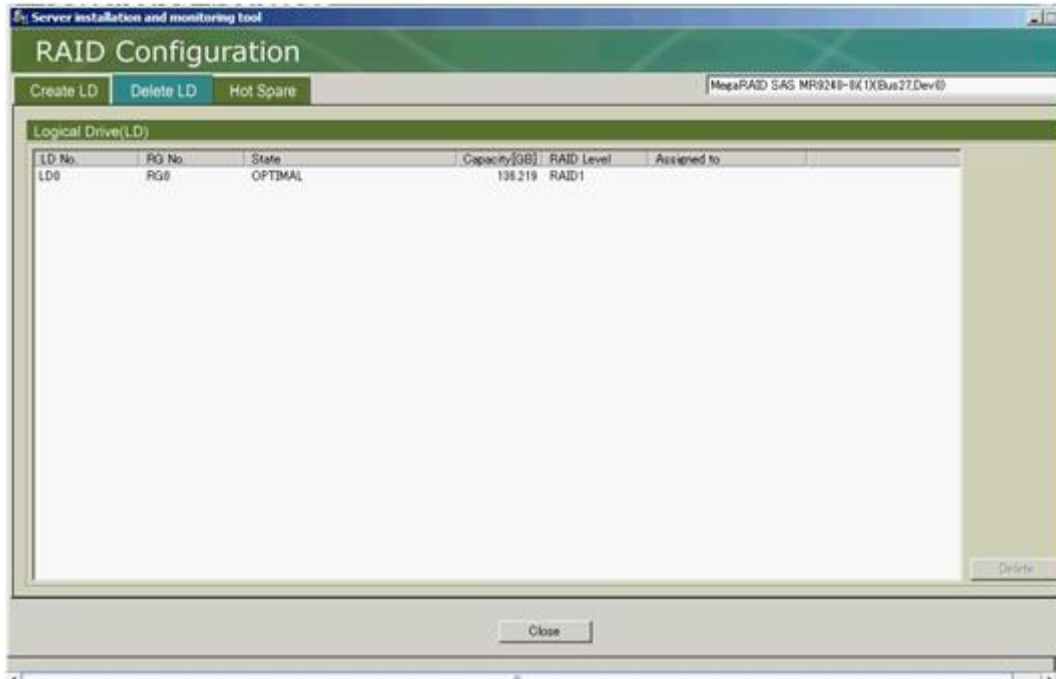 Server installation and monitoring tool
RAID Configuration
Create LD Delete LD Hot Spare MegaRAID SAS MR9240-8i(1)(Bus27,Dev0)
Logical Drive(LD)
LD No. RG No. State Capacity[GB] RAID Level Assigned to
LD0 RG0 OPTIMAL 136.219 RAID1
Delete
Close